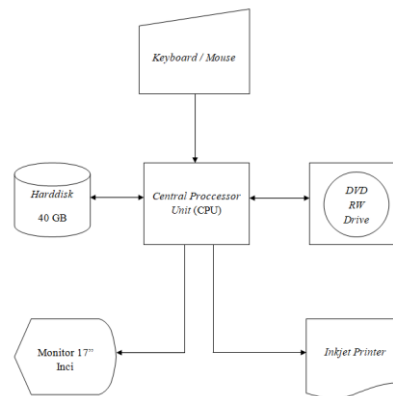 Keyboard / Mouse
Harddisk
40 GB
Central Proccessor
Unit (CPU)
DVD
RW
Drive
Monitor 17"
Inci
Inkjet Printer